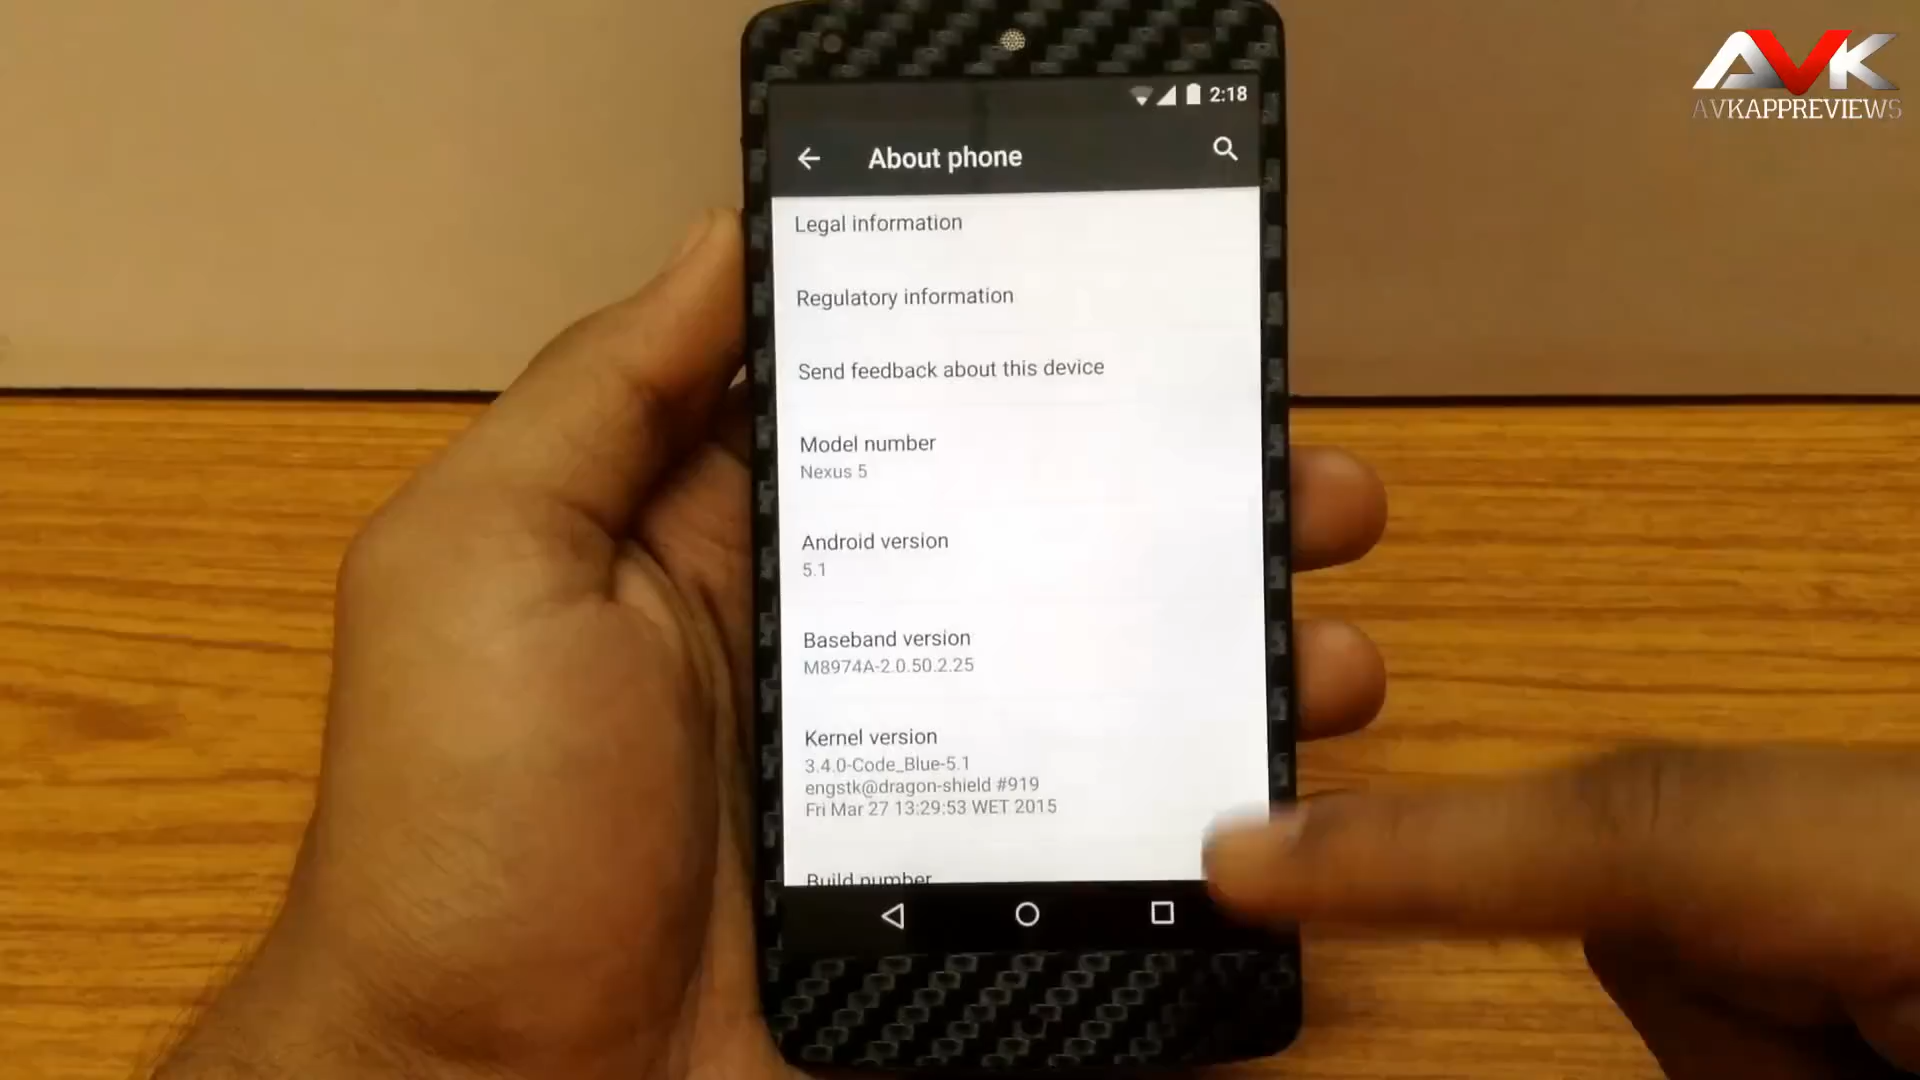 AVK
AVKAPPREVIEWS
2:18
About phone
Legal information
Regulatory information
Send feedback about this device
Model number
Nexus 5
Android version
5.1
Baseband version
M8974A-2.0.50.2.25
Kernel version
3.4.0-Code_Blue-5.1
engstk@dragon-shield #919
Fri Mar 27 13:29:53 WET 2015
Build number